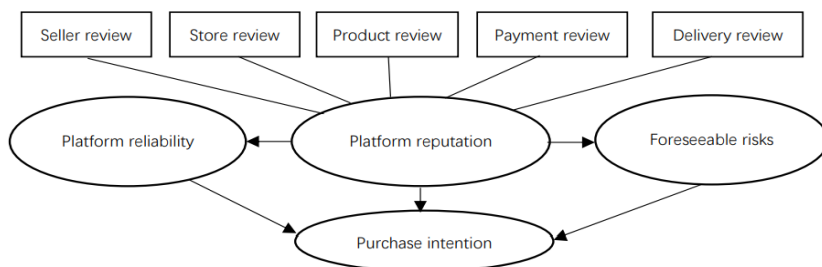 Seller review
Store review
Product review
Payment review
Delivery review
Platform reliability
Platform reputation
Foreseeable risks
Purchase intention